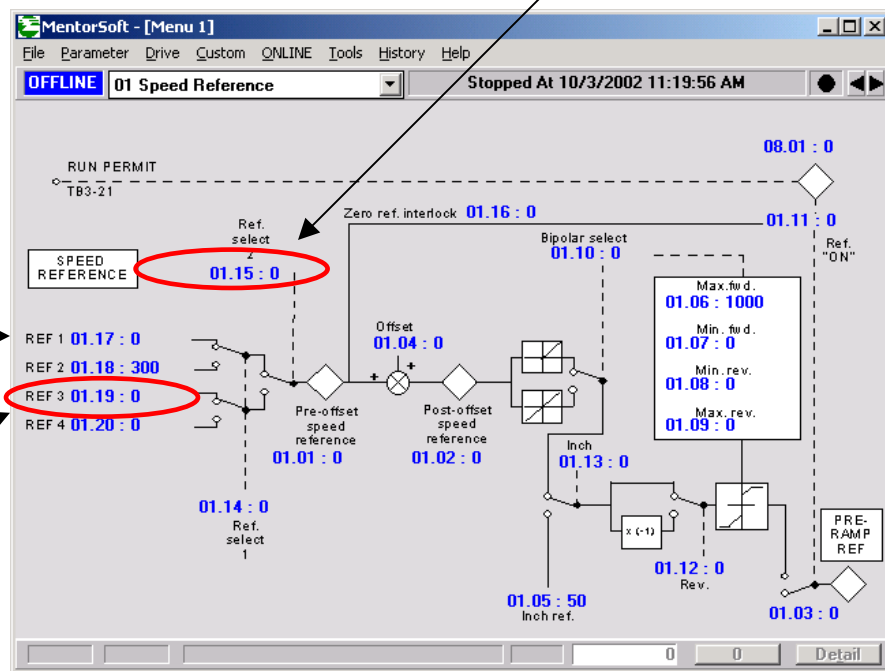 MentorSoft - [Menu 1]
File Parameter Drive Custom ONLINE Tools History Help
OFFLINE 01 Speed Reference Stopped At 10/3/2002 11:19:56 AM
08.01 : 0
RUN PERMIT
TB3-21
Zero ref. interlock 01.16 : 0
01.11 : 0
Ref.
"ON"
Ref.
select
2
01.15 : 0
SPEED
REFERENCE
Bipolar select
01.10 : 0
Max.fwd.
01.06 : 1000
Min. fwd.
01.07 : 0
Min.rev.
01.08 : 0
Max. rev.
01.09 : 0
REF 1 01.17 : 0
REF 2 01.18 : 300
REF 3 01.19 : 0
REF 4 01.20 : 0
Offset
01.04 : 0
+ +
Pre-offset
speed
reference
01.01 : 0
Post-offset
speed
reference
01.02 : 0
Inch
01.13 : 0
01.14 : 0
Ref.
select
1
x (-1)
01.12 : 0
Rev.
PRE-
RAMP
REF
01.05 : 50
Inch ref.
01.03 : 0
0 0 Detail